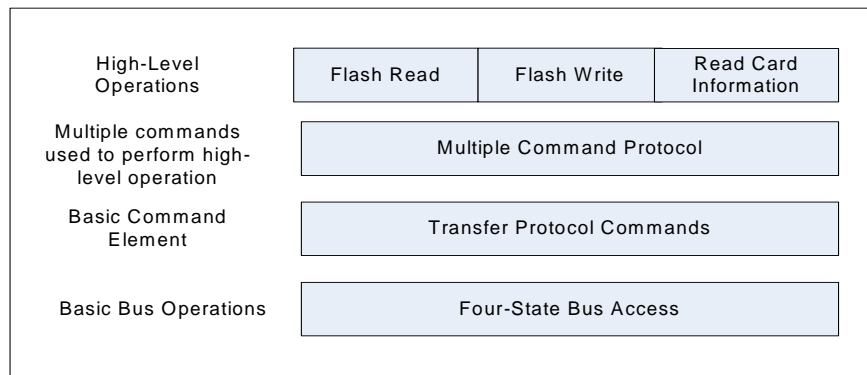 High-Level
Operations
Flash Read
Flash Write
Read Card
Information
Multiple commands
used to perform high-
level operation
Multiple Command Protocol
Basic Command
Element
Transfer Protocol Commands
Basic Bus Operations
Four-State Bus Access